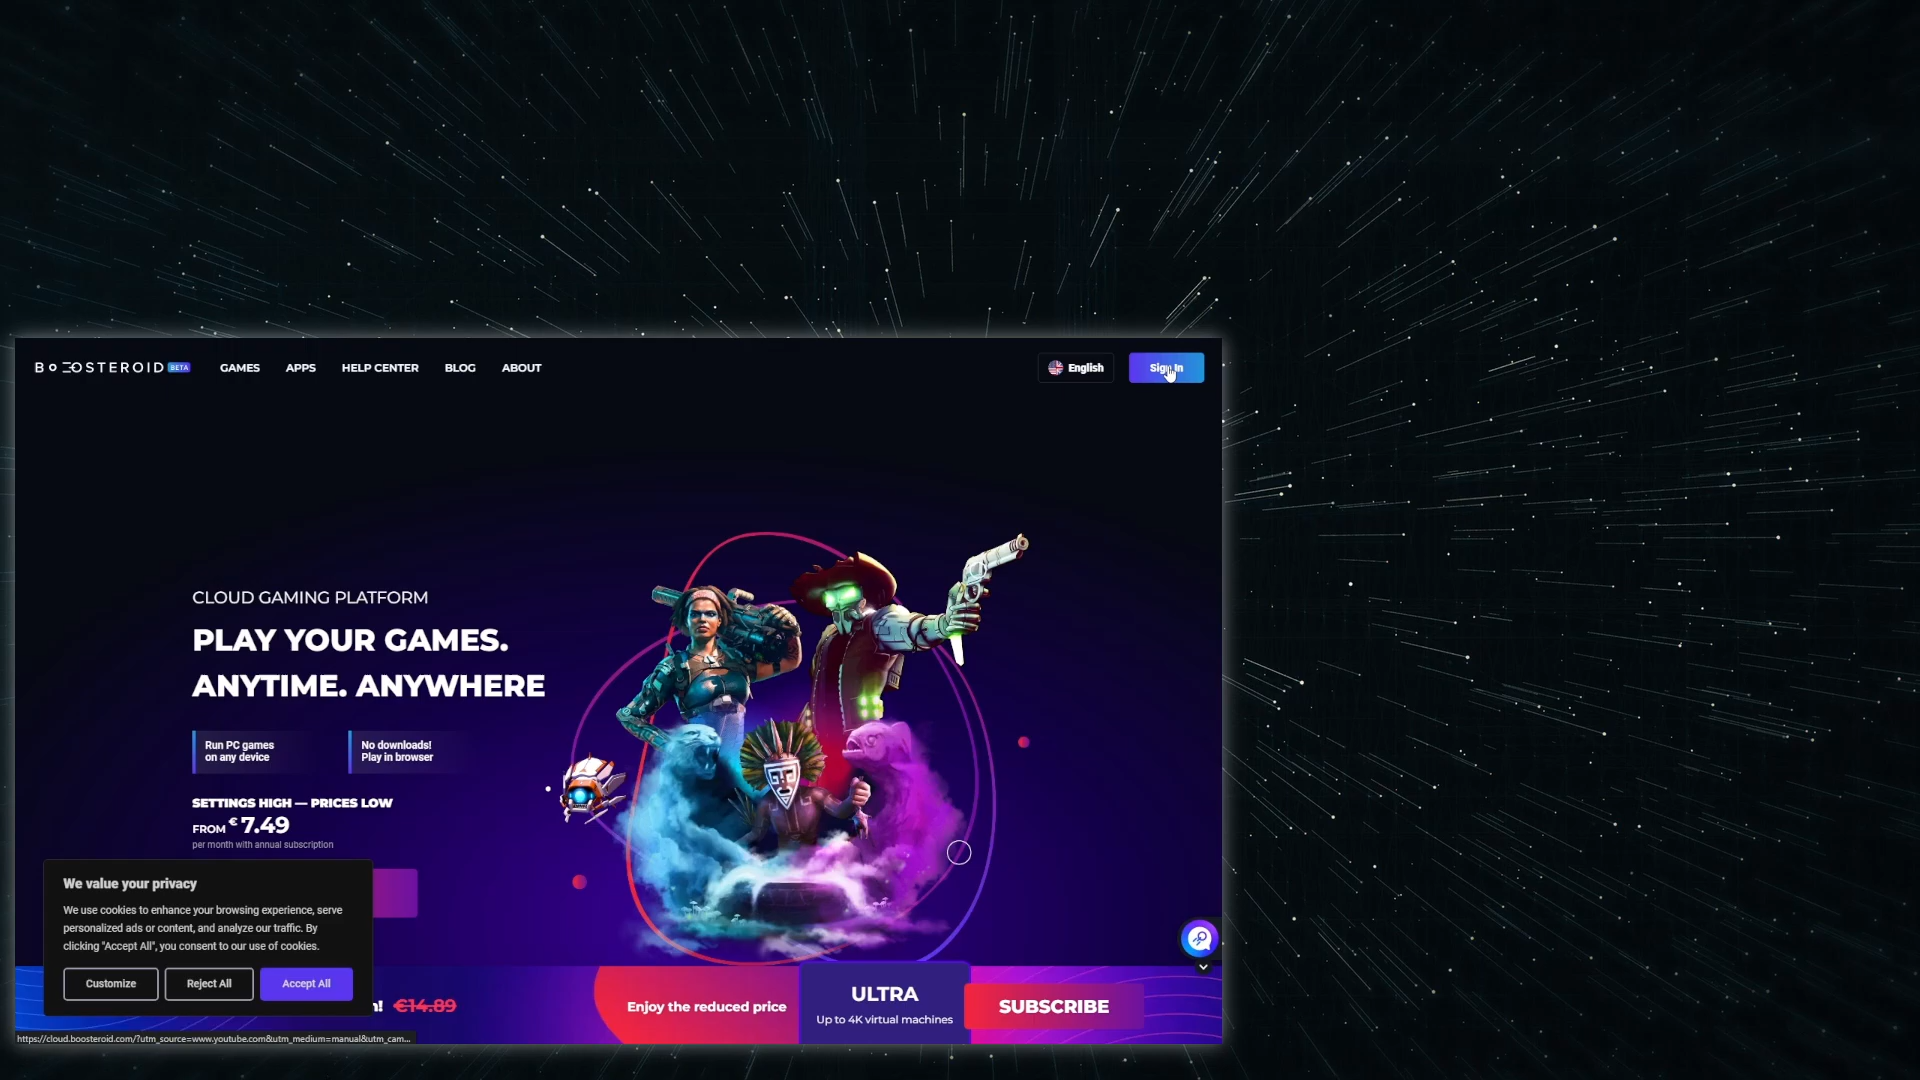 BOOSTEROID BETA
GAMES
APPS
HELP CENTER
BLOG
ABOUT
English
Sign In
CLOUD GAMING PLATFORM
PLAY YOUR GAMES.
ANYTIME. ANYWHERE
Run PC games
on any device
No downloads!
Play in browser
SETTINGS HIGH — PRICES LOW
FROM € 7.49
per month with annual subscription
We value your privacy
We use cookies to enhance your browsing experience, serve
personalized ads or content, and analyze our traffic. By
clicking "Accept All", you consent to our use of cookies.
Customize
Reject All
Accept All
€14.89
Enjoy the reduced price
ULTRA
Up to 4K virtual machines
SUBSCRIBE
https://cloud.boosteroid.com/?utm_source=www.youtube.com&utm_medium=manual&utm_cam...